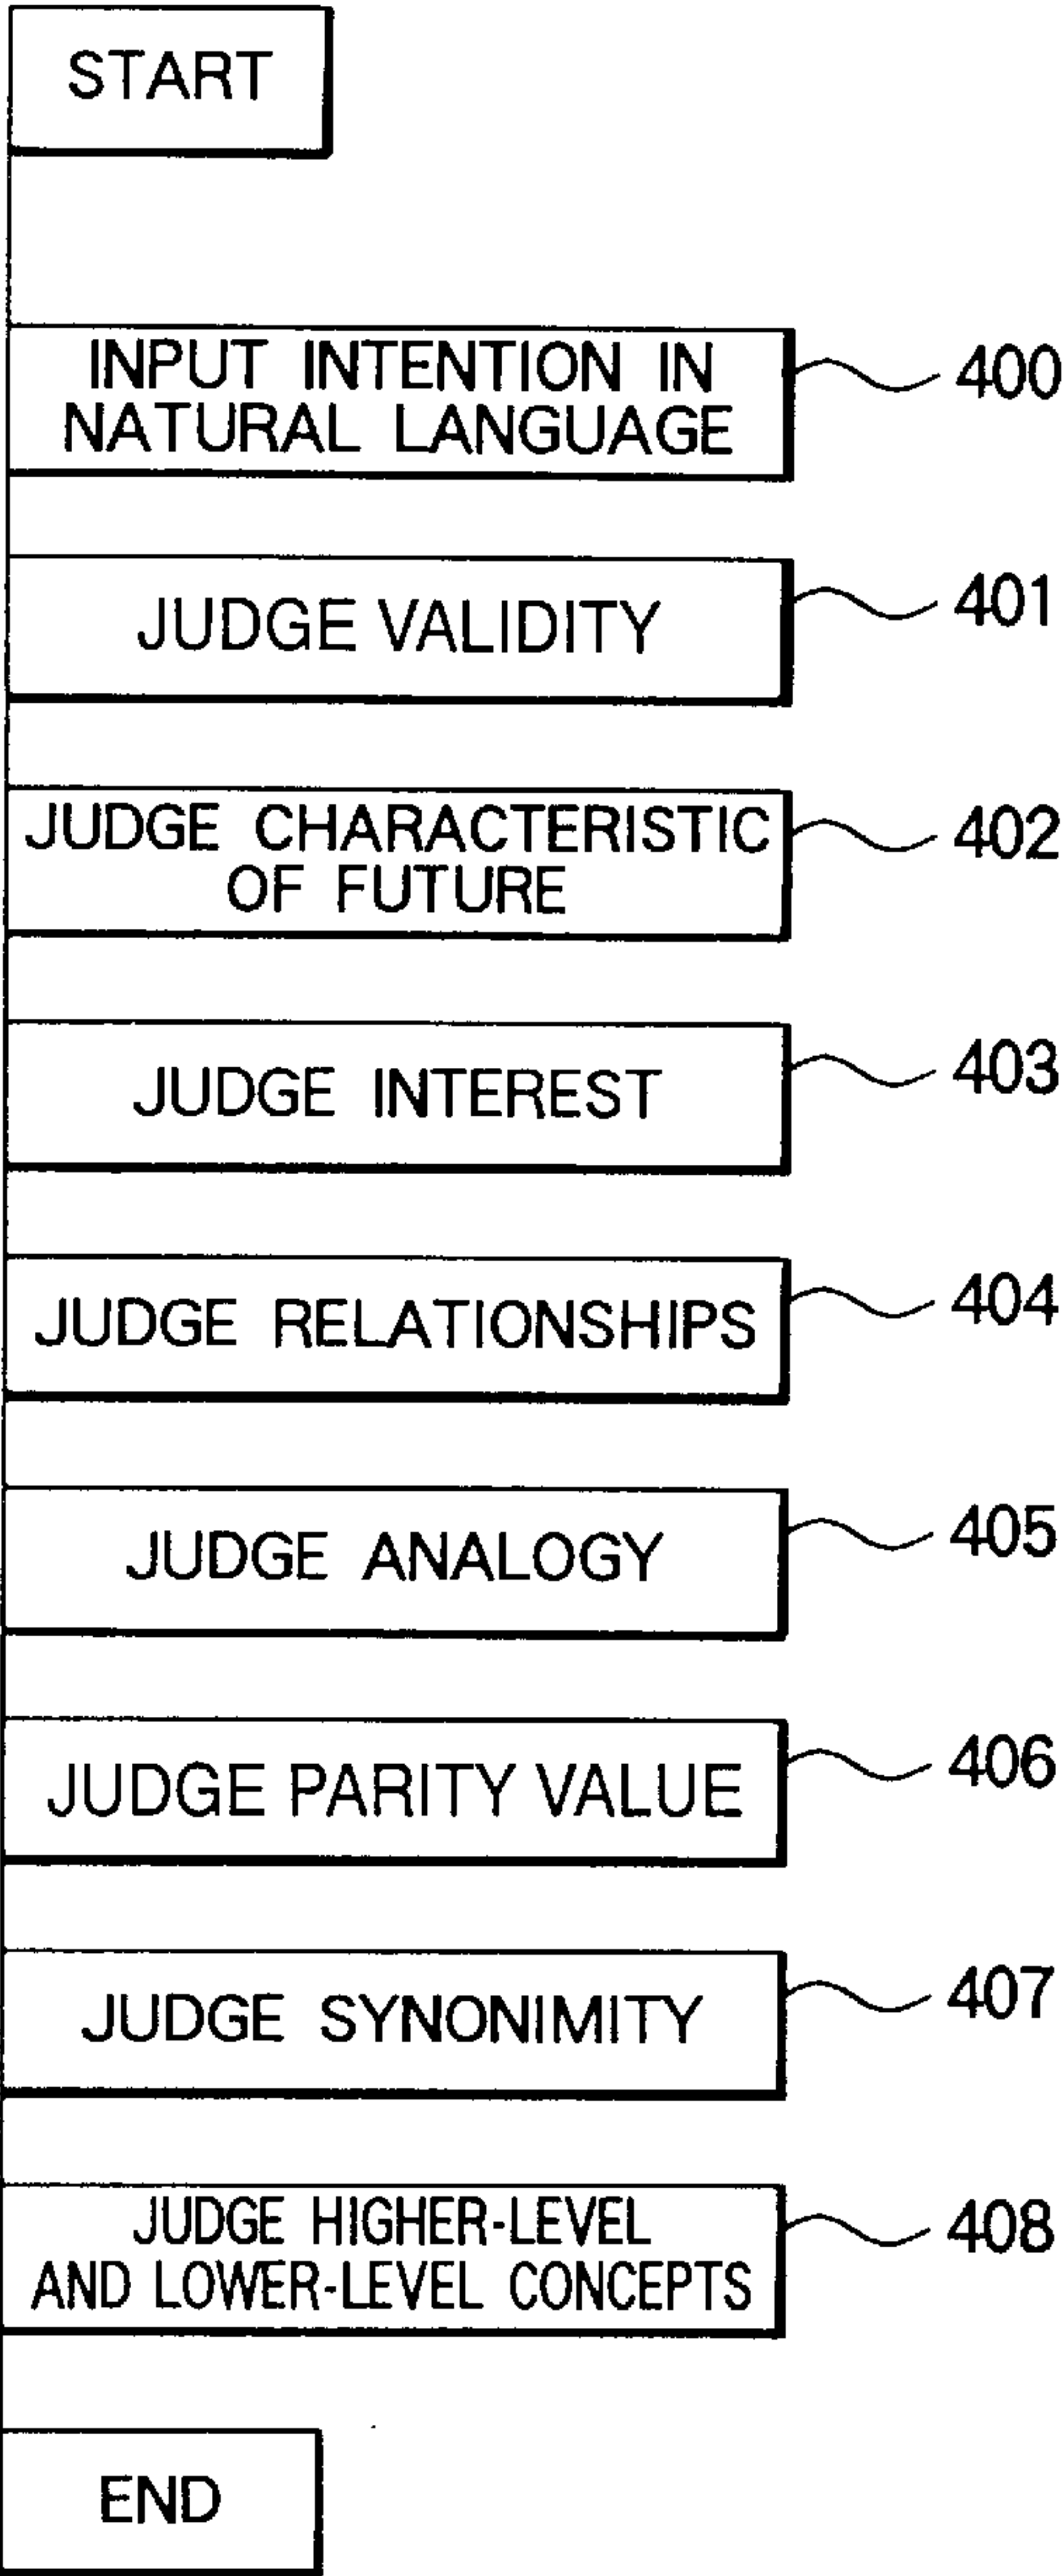 START
INPUT INTENTION IN
NATURAL LANGUAGE
400
JUDGE VALIDITY
401
JUDGE CHARACTERISTIC
OF FUTURE
402
JUDGE INTEREST
403
JUDGE RELATIONSHIPS
404
JUDGE ANALOGY
405
JUDGE PARITY VALUE
406
JUDGE SYNONIMITY
407
JUDGE HIGHER-LEVEL
AND LOWER-LEVEL CONCEPTS
408
END